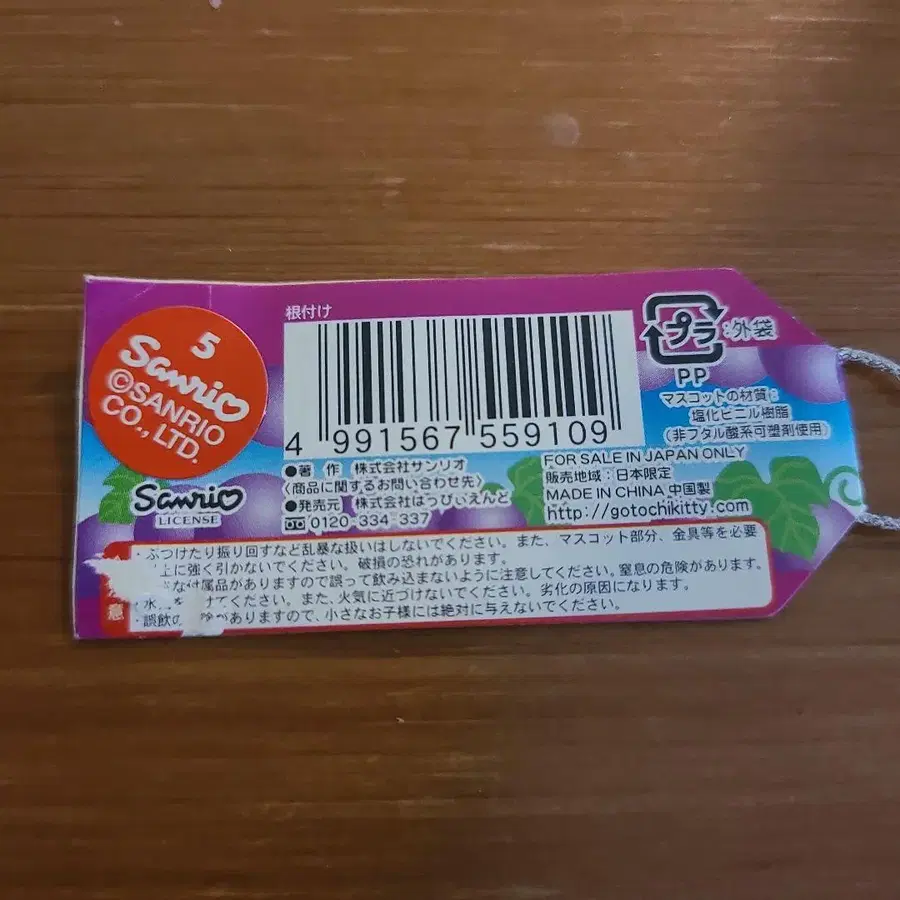 5
Sanrio
©SANRIO
CO., LTD.
Sanrio
LICENSE
根付け
4 991567 559109
●著 作 株式会社サンリオ
〈商品に関するお問い合わせ先〉
●発売元 株式会社はっぴぃえんど
0120-334-337
プラ :外袋
PP
マスコットの材質:
塩化ビニル樹脂
(非フタル酸系可塑剤使用)
FOR SALE IN JAPAN ONLY
販売地域:日本限定
MADE IN CHINA 中国製
http://gotochikitty.com
意
・ぶつけたり振り回すなど乱暴な扱いはしないでください。また、マスコット部分、金具等を必要
上に強く引かないでください。破損の恐れがあります。
な付属品がありますので誤って飲み込まないように注意してください。窒息の危険があります。
けてください。また、火気に近づけないでください。劣化の原因になります。
・誤飲の がありますので、小さなお子様には絶対に与えないでください。